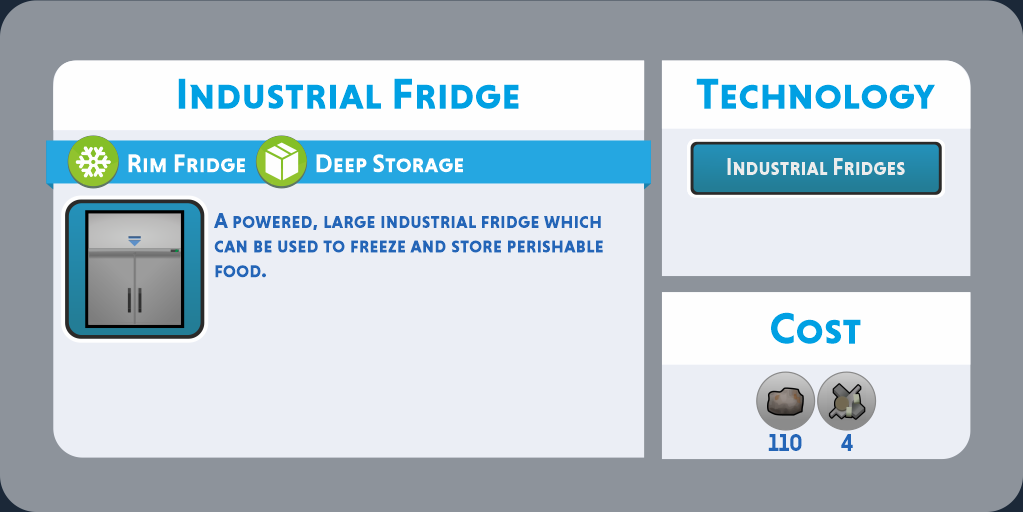 Industrial Fridge
Rim Fridge Deep Storage
A powered, large industrial fridge which
can be used to freeze and store perishable
food.
Technology
Industrial Fridges
Cost
110 4